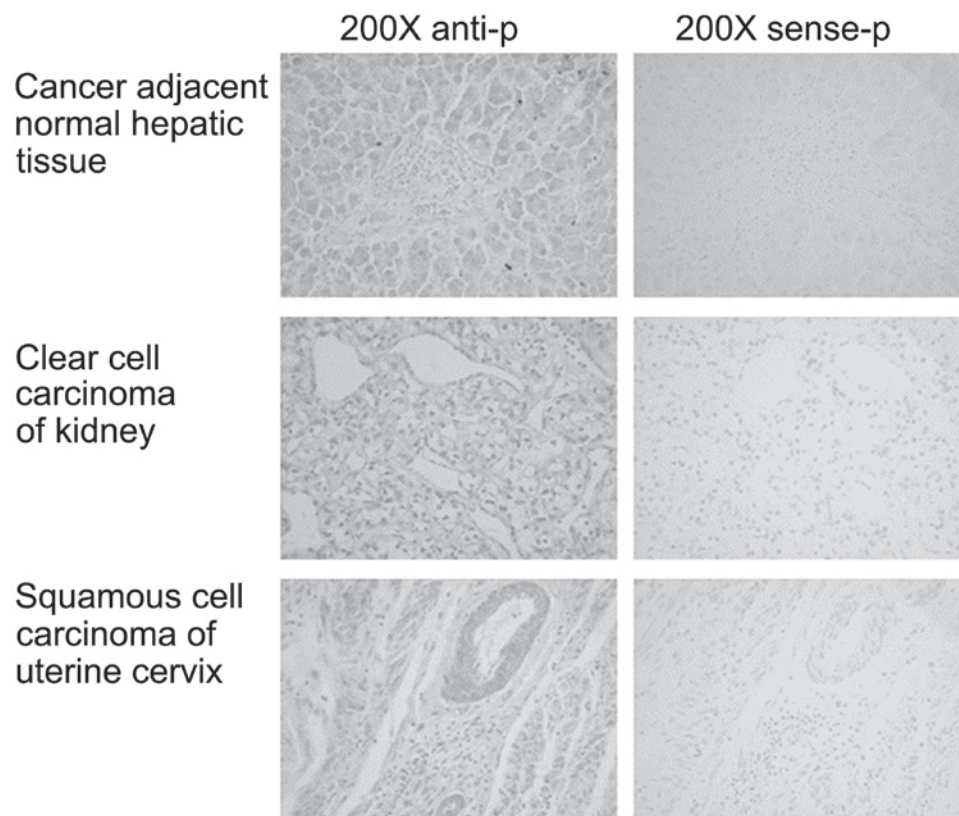 200X anti-p
200X sense-p
Cancer adjacent
normal hepatic
tissue
Clear cell
carcinoma
of kidney
Squamous cell
carcinoma of
uterine cervix